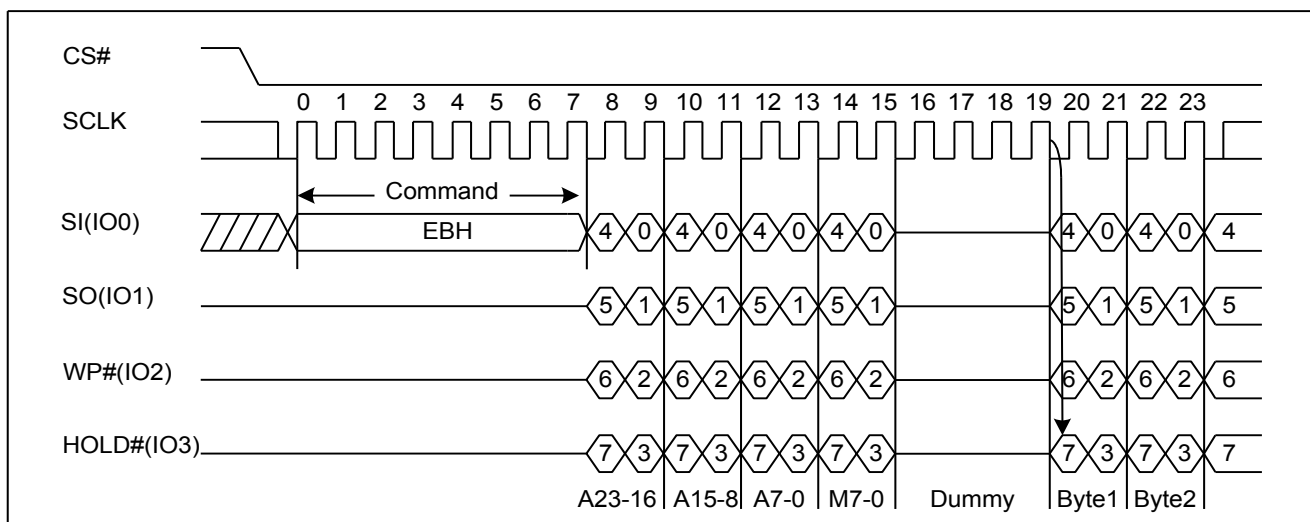 CS#
0 1 2 3 4 5 6 7 8 9 10 11 12 13 14 15 16 17 18 19 20 21 22 23
SCLK
Command
SI(IO0) EBH 4 0 4 0 4 0 4 0 4 0 4 0 4
SO(IO1) 5 1 5 1 5 1 5 1 5 1 5 1 5
WP#(IO2) 6 2 6 2 6 2 6 2 6 2 6 2 6
HOLD#(IO3) 7 3 7 3 7 3 7 3 7 3 7 3 7
A23-16 A15-8 A7-0 M7-0 Dummy Byte1 Byte2